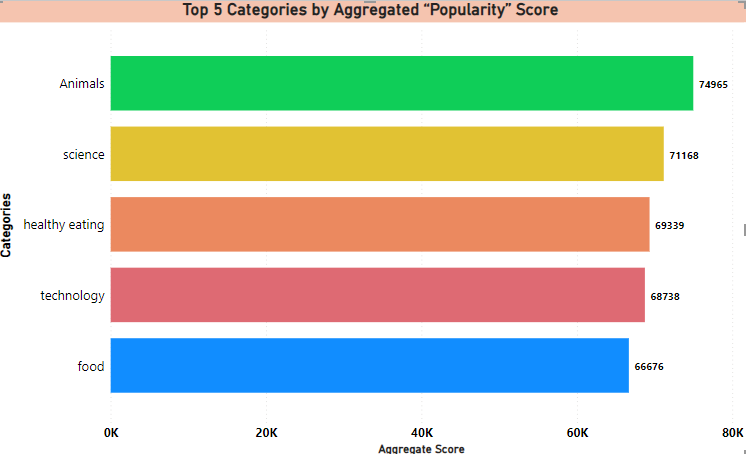 Top 5 Categories by Aggregated “Popularity” Score
Categories
Animals
74965
science
71168
healthy eating
69339
technology
68738
food
66676
0K 20K 40K 60K 80K
Aggregate Score